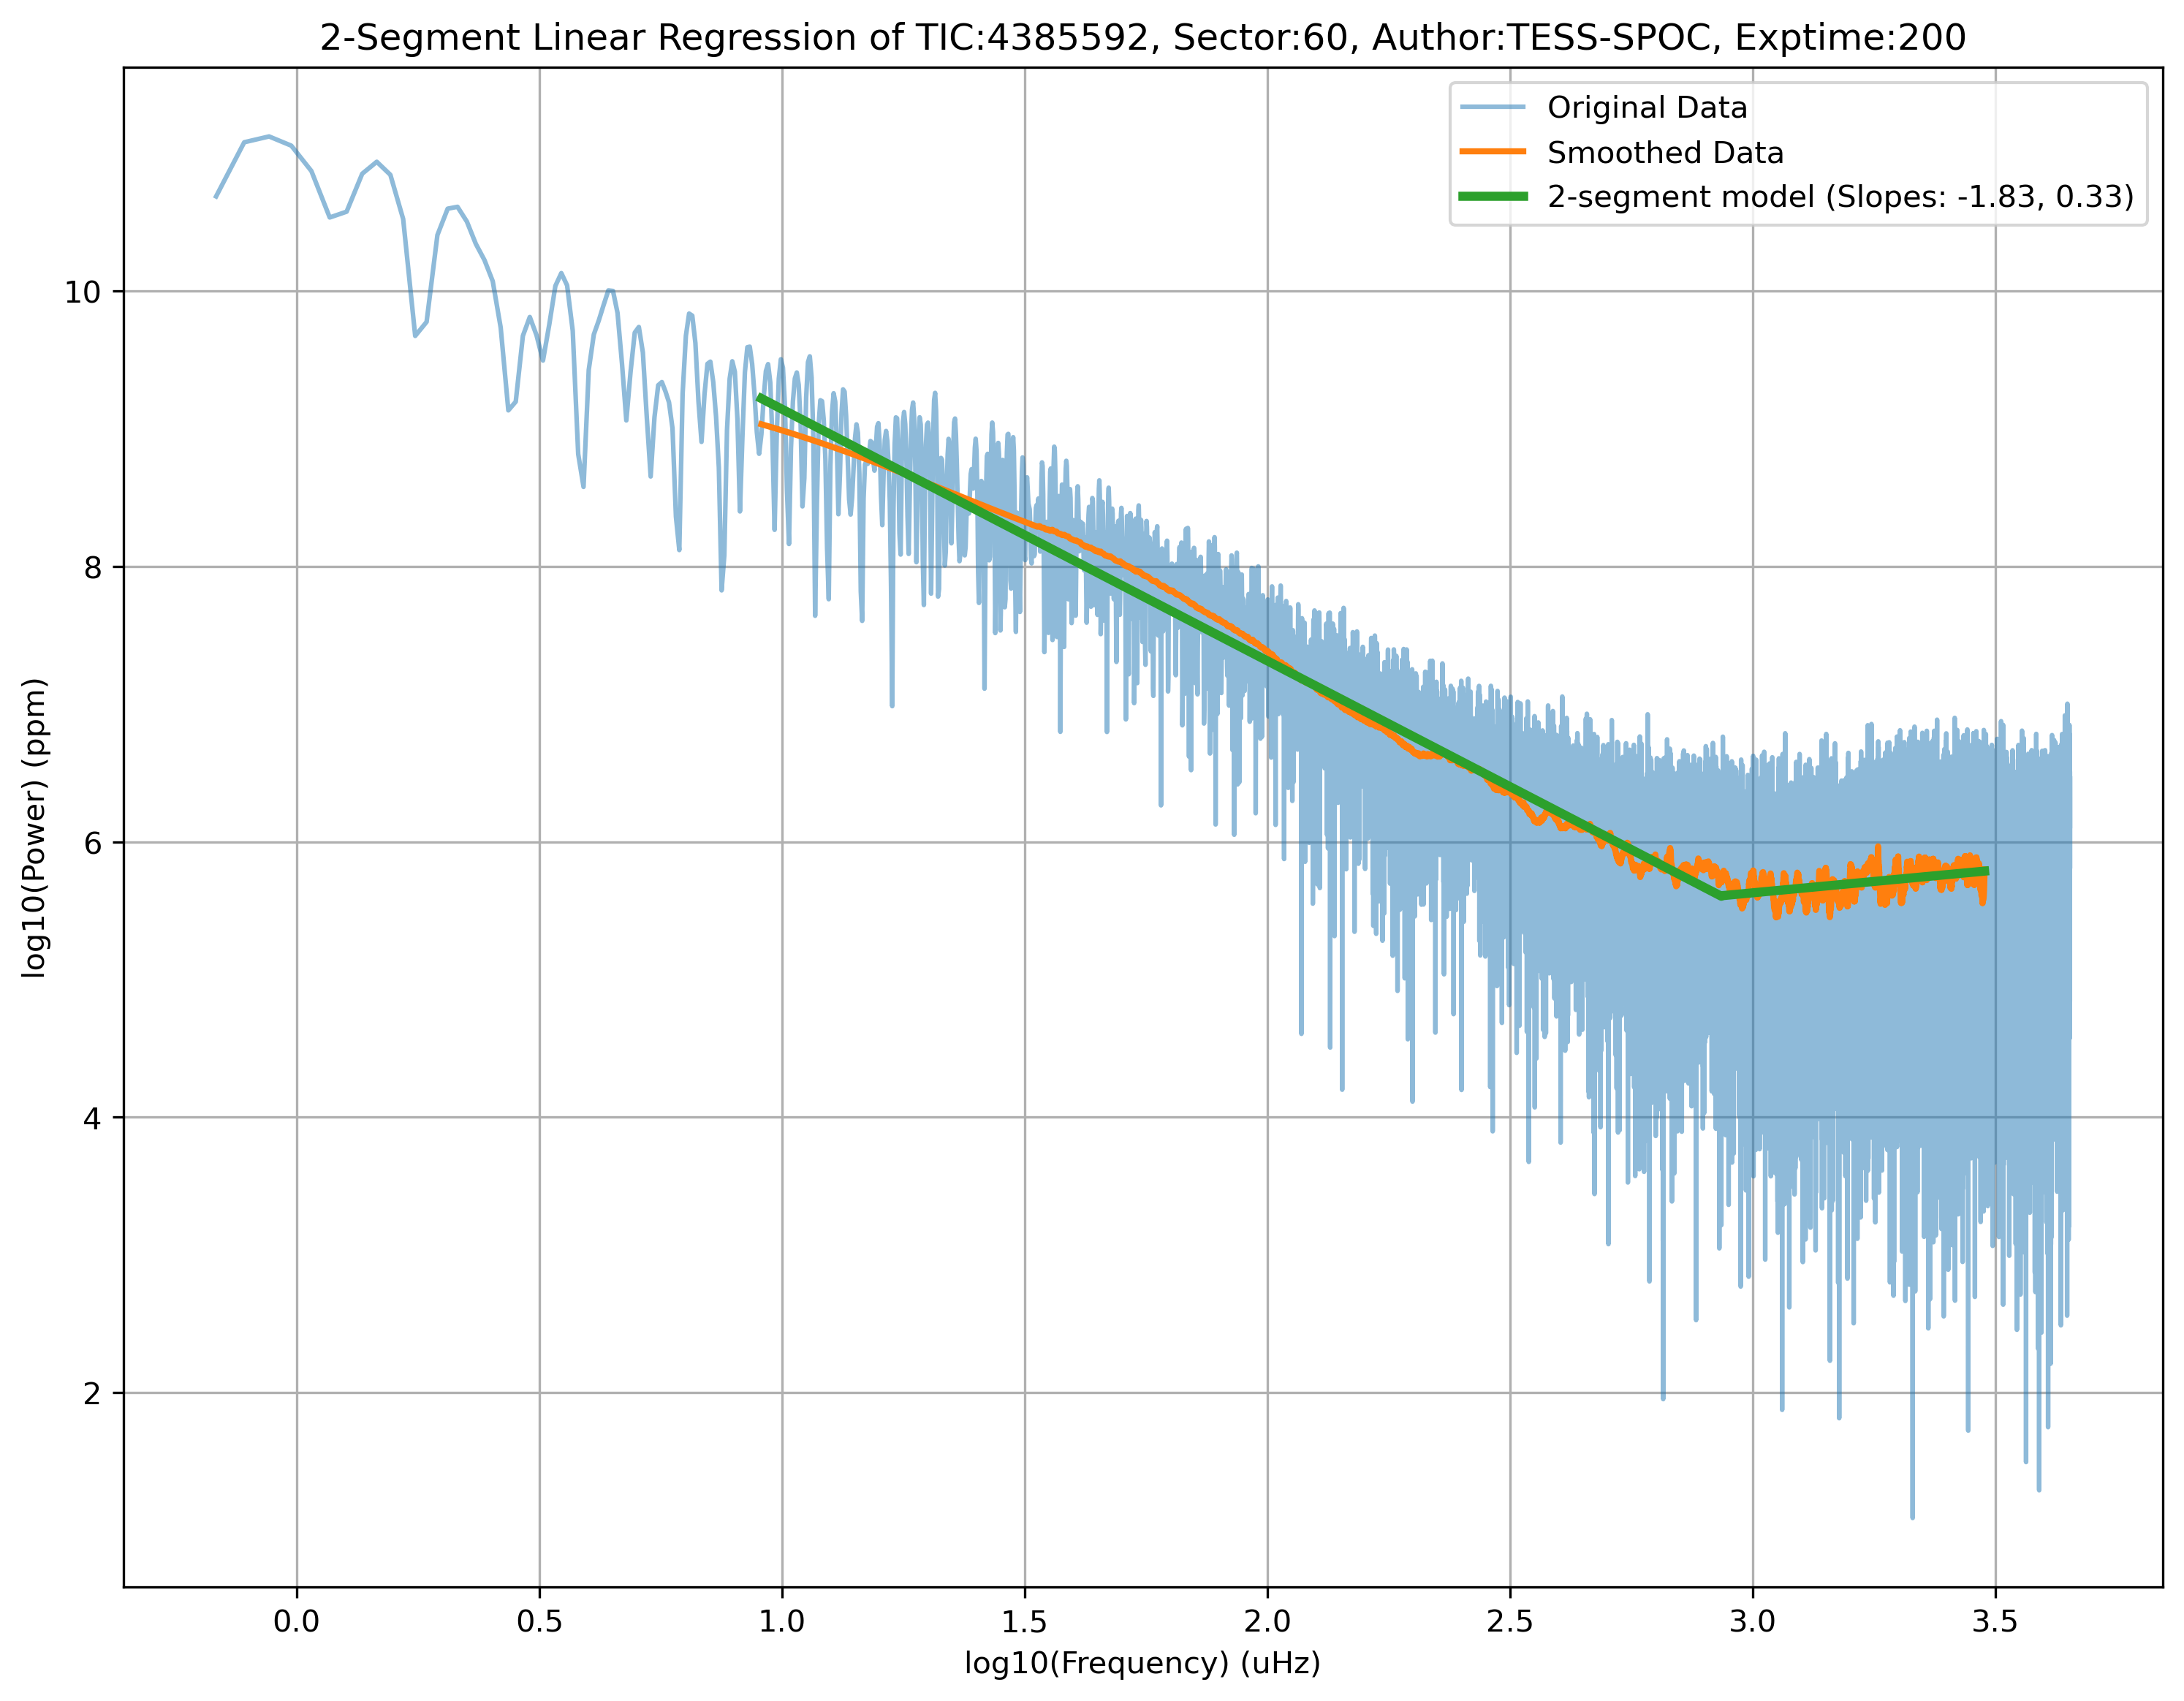 2-Segment Linear Regression of TIC:4385592, Sector:60, Author:TESS-SPOC, Exptime:200
Original Data
Smoothed Data
2-segment model (Slopes: -1.83, 0.33)
log10(Power) (ppm)
10
8
6
4
2
0.0 0.5 1.0 1.5 2.0 2.5 3.0 3.5
log10(Frequency) (uHz)